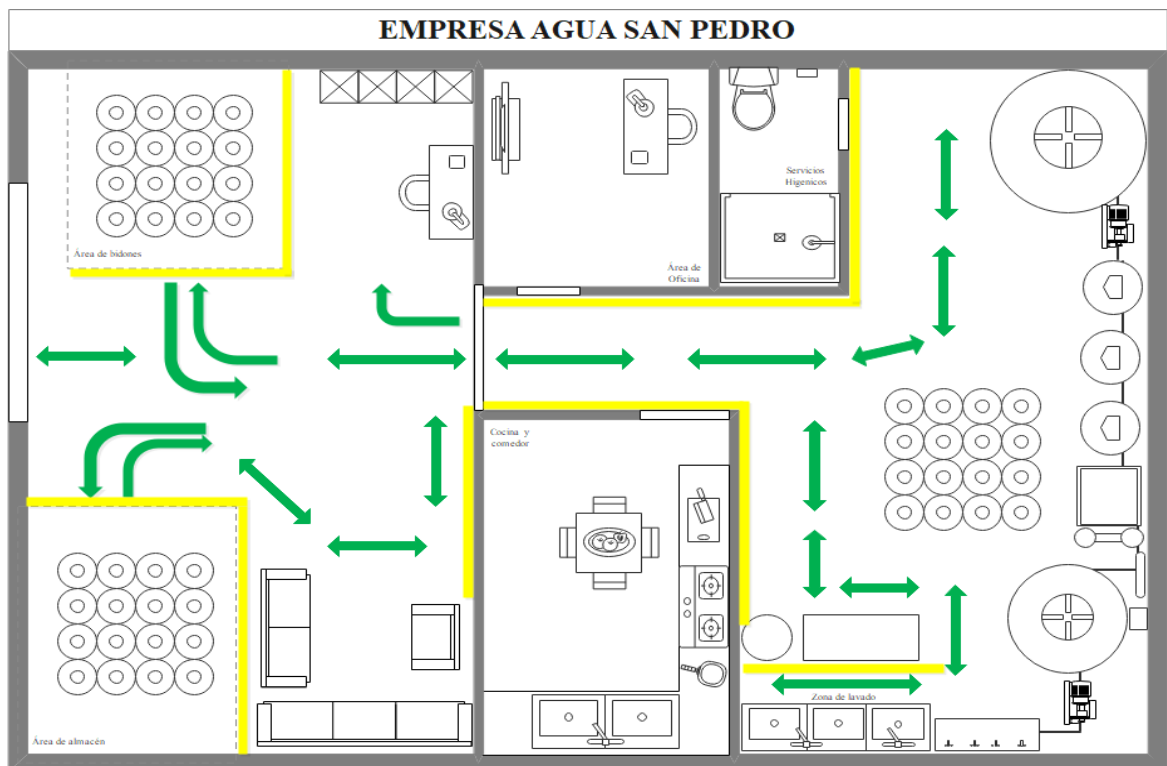 EMPRESA AGUA SAN PEDRO
Servicios
Higenicos
Área de bidones
Área de
Oficina
Cocina y
comedor
Zona de lavado
Área de almacén